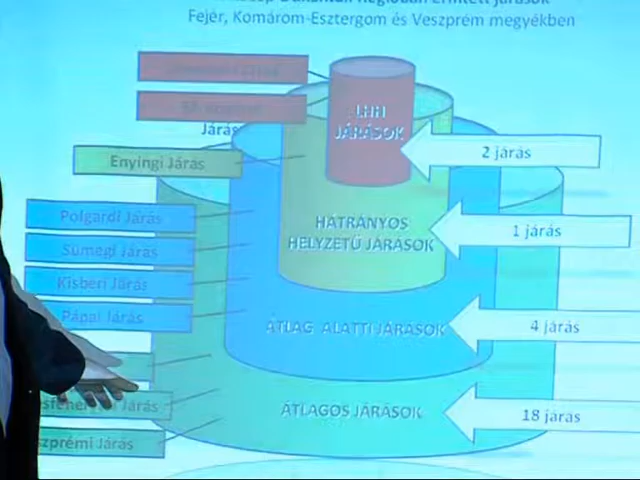 Fejér, Komárom-Esztergom és Veszprém megyékben
LHH
JÁRÁSOK
Járás
2 járás
Enyingi Járás
Polgárdi Járás
HÁTRÁNYOS
HELYZETŰ JÁRÁSOK
1 járás
Sümegi Járás
Kisbéri Járás
Pápai Járás
ÁTLAG ALATTI JÁRÁSOK
4 járás
Járás
ÁTLAGOS JÁRÁSOK
18 járás
zprémi Járás